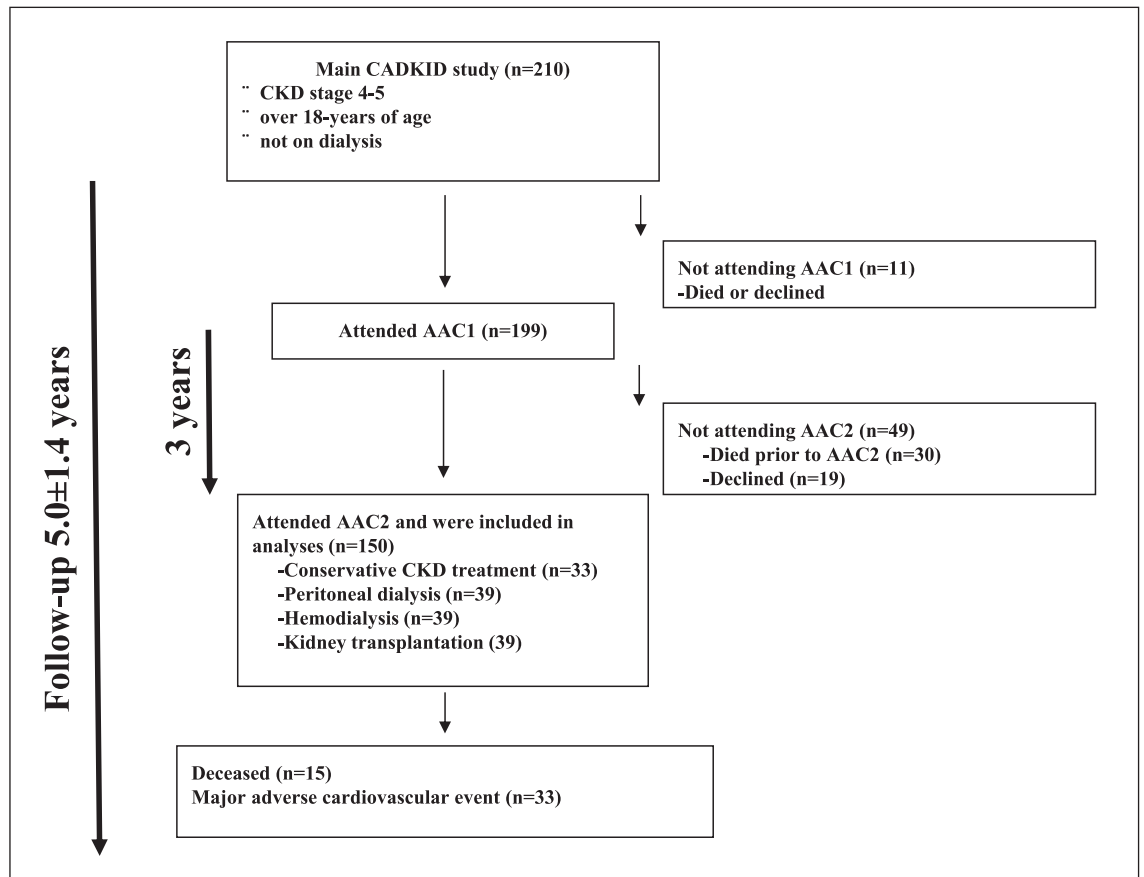 Main CADKID study (n=210)
¨ CKD stage 4-5
¨ over 18-years of age
¨ not on dialysis
Not attending AAC1 (n=11)
-Died or declined
Attended AAC1 (n=199)
Not attending AAC2 (n=49)
-Died prior to AAC2 (n=30)
-Declined (n=19)
Attended AAC2 and were included in
analyses (n=150)
-Conservative CKD treatment (n=33)
-Peritoneal dialysis (n=39)
-Hemodialysis (n=39)
-Kidney transplantation (39)
Deceased (n=15)
Major adverse cardiovascular event (n=33)
Follow-up 5.0±1.4 years
3 years